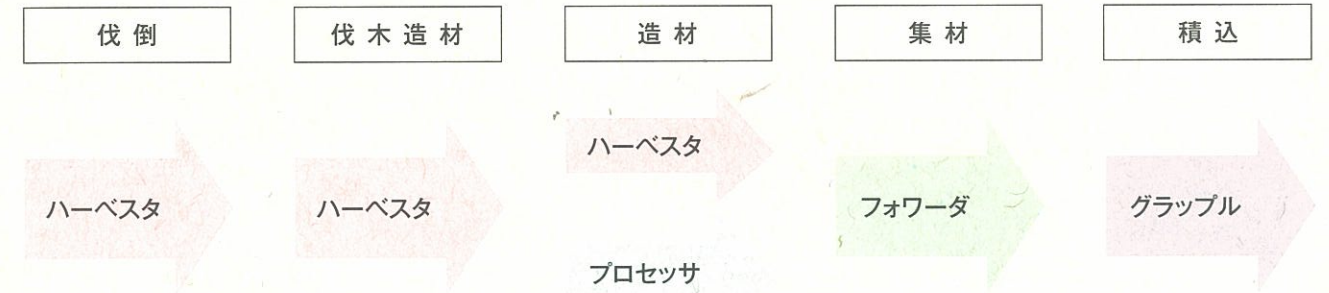 伐倒
伐木造材
造材
集材
積込
ハーベスタ
ハーベスタ
ハーベスタ
プロセッサ
フォワーダ
グラップル